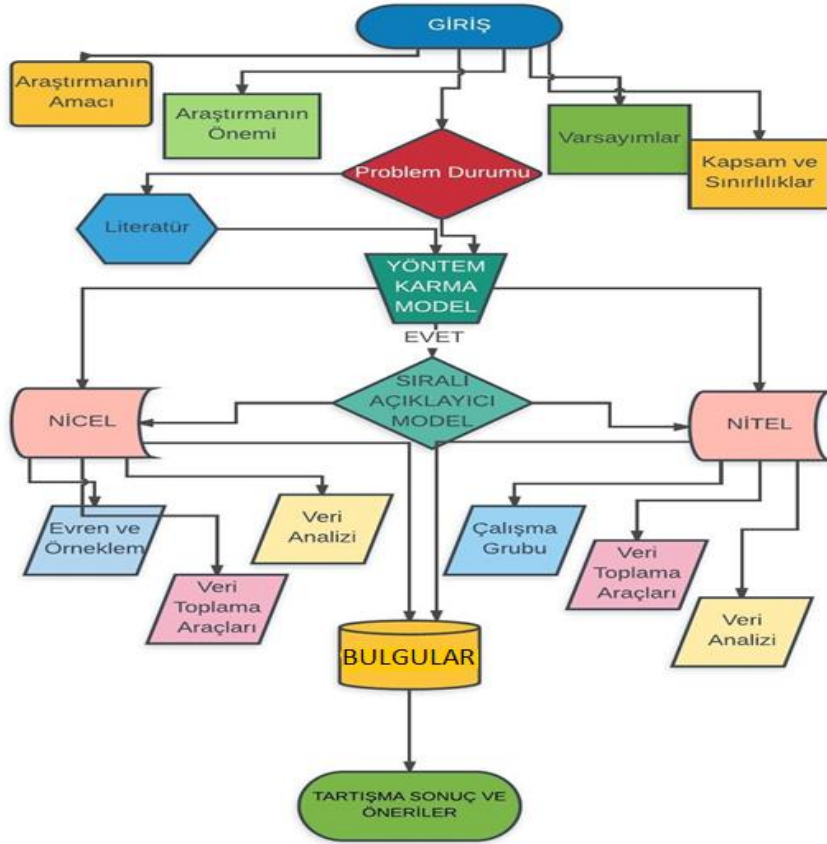 GİRİŞ
Araştırmanın
Amacı
Araştırmanın
Önemi
Varsayımlar
Kapsam ve
Sınırlılıklar
Problem Durumu
Literatür
YÖNTEM
KARMA
MODEL
EVET
SIRALİ
AÇIKLAYICI
MODEL
NİCEL
NİTEL
Evren ve
Örneklem
Veri
Analizi
Veri
Toplama
Araçları
Çalışma
Grubu
Veri
Toplama
Araçları
Veri
Analizi
BULGULAR
TARTIŞMA SONUÇ VE
ÖNERİLER